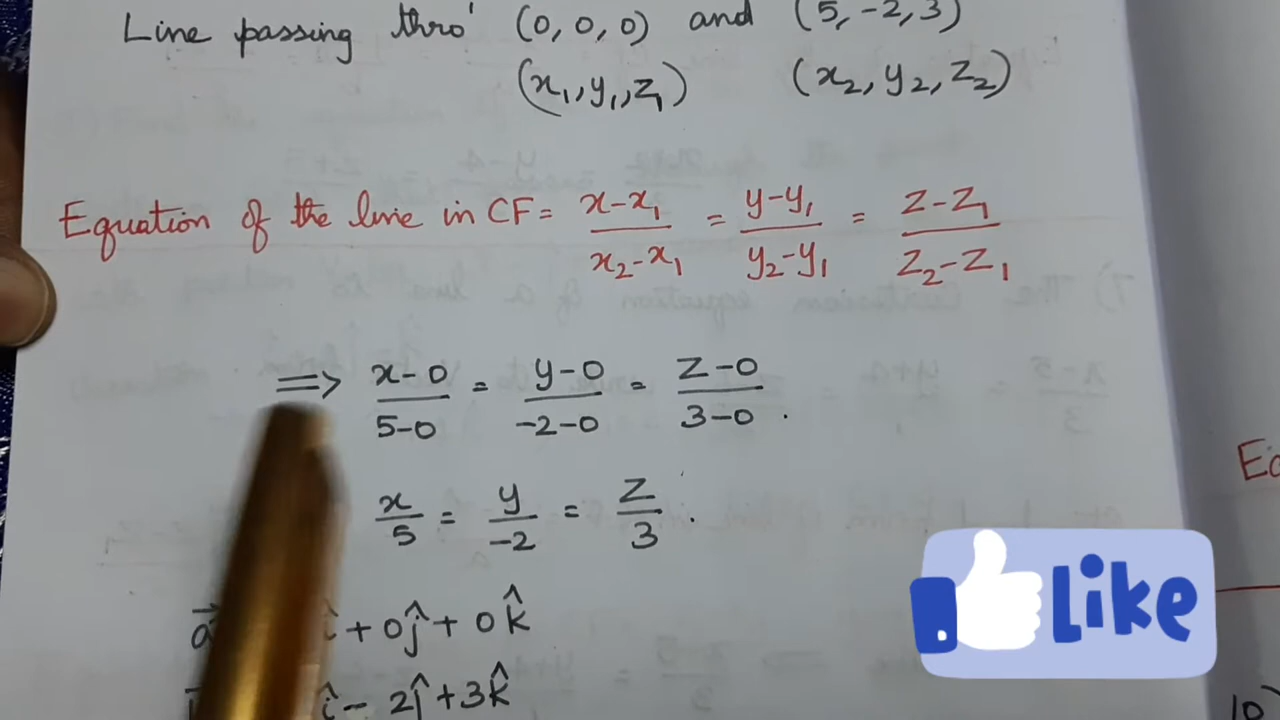 Line passing thro' (0, 0, 0) and (5, -2, 3)
(x₁, y₁, z₁) (x₂, y₂, z₂)
Equation of the line in CF = x-x₁/x₂-x₁ = y-y₁/y₂-y₁ = z-z₁/z₂-z₁
⇒ x-0/5-0 = y-0/-2-0 = z-0/3-0 .
x/5 = y/-2 = z/3 .
+ 0ĵ + 0k̂
î - 2ĵ + 3k̂
Like
10)